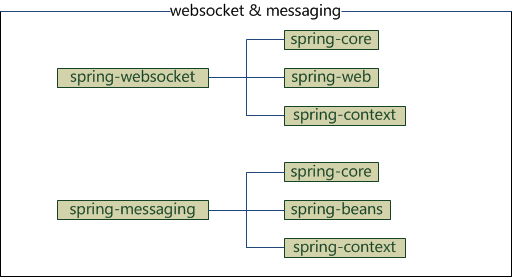 websocket & messaging
spring-core
spring-websocket
spring-web
spring-context
spring-core
spring-messaging
spring-beans
spring-context